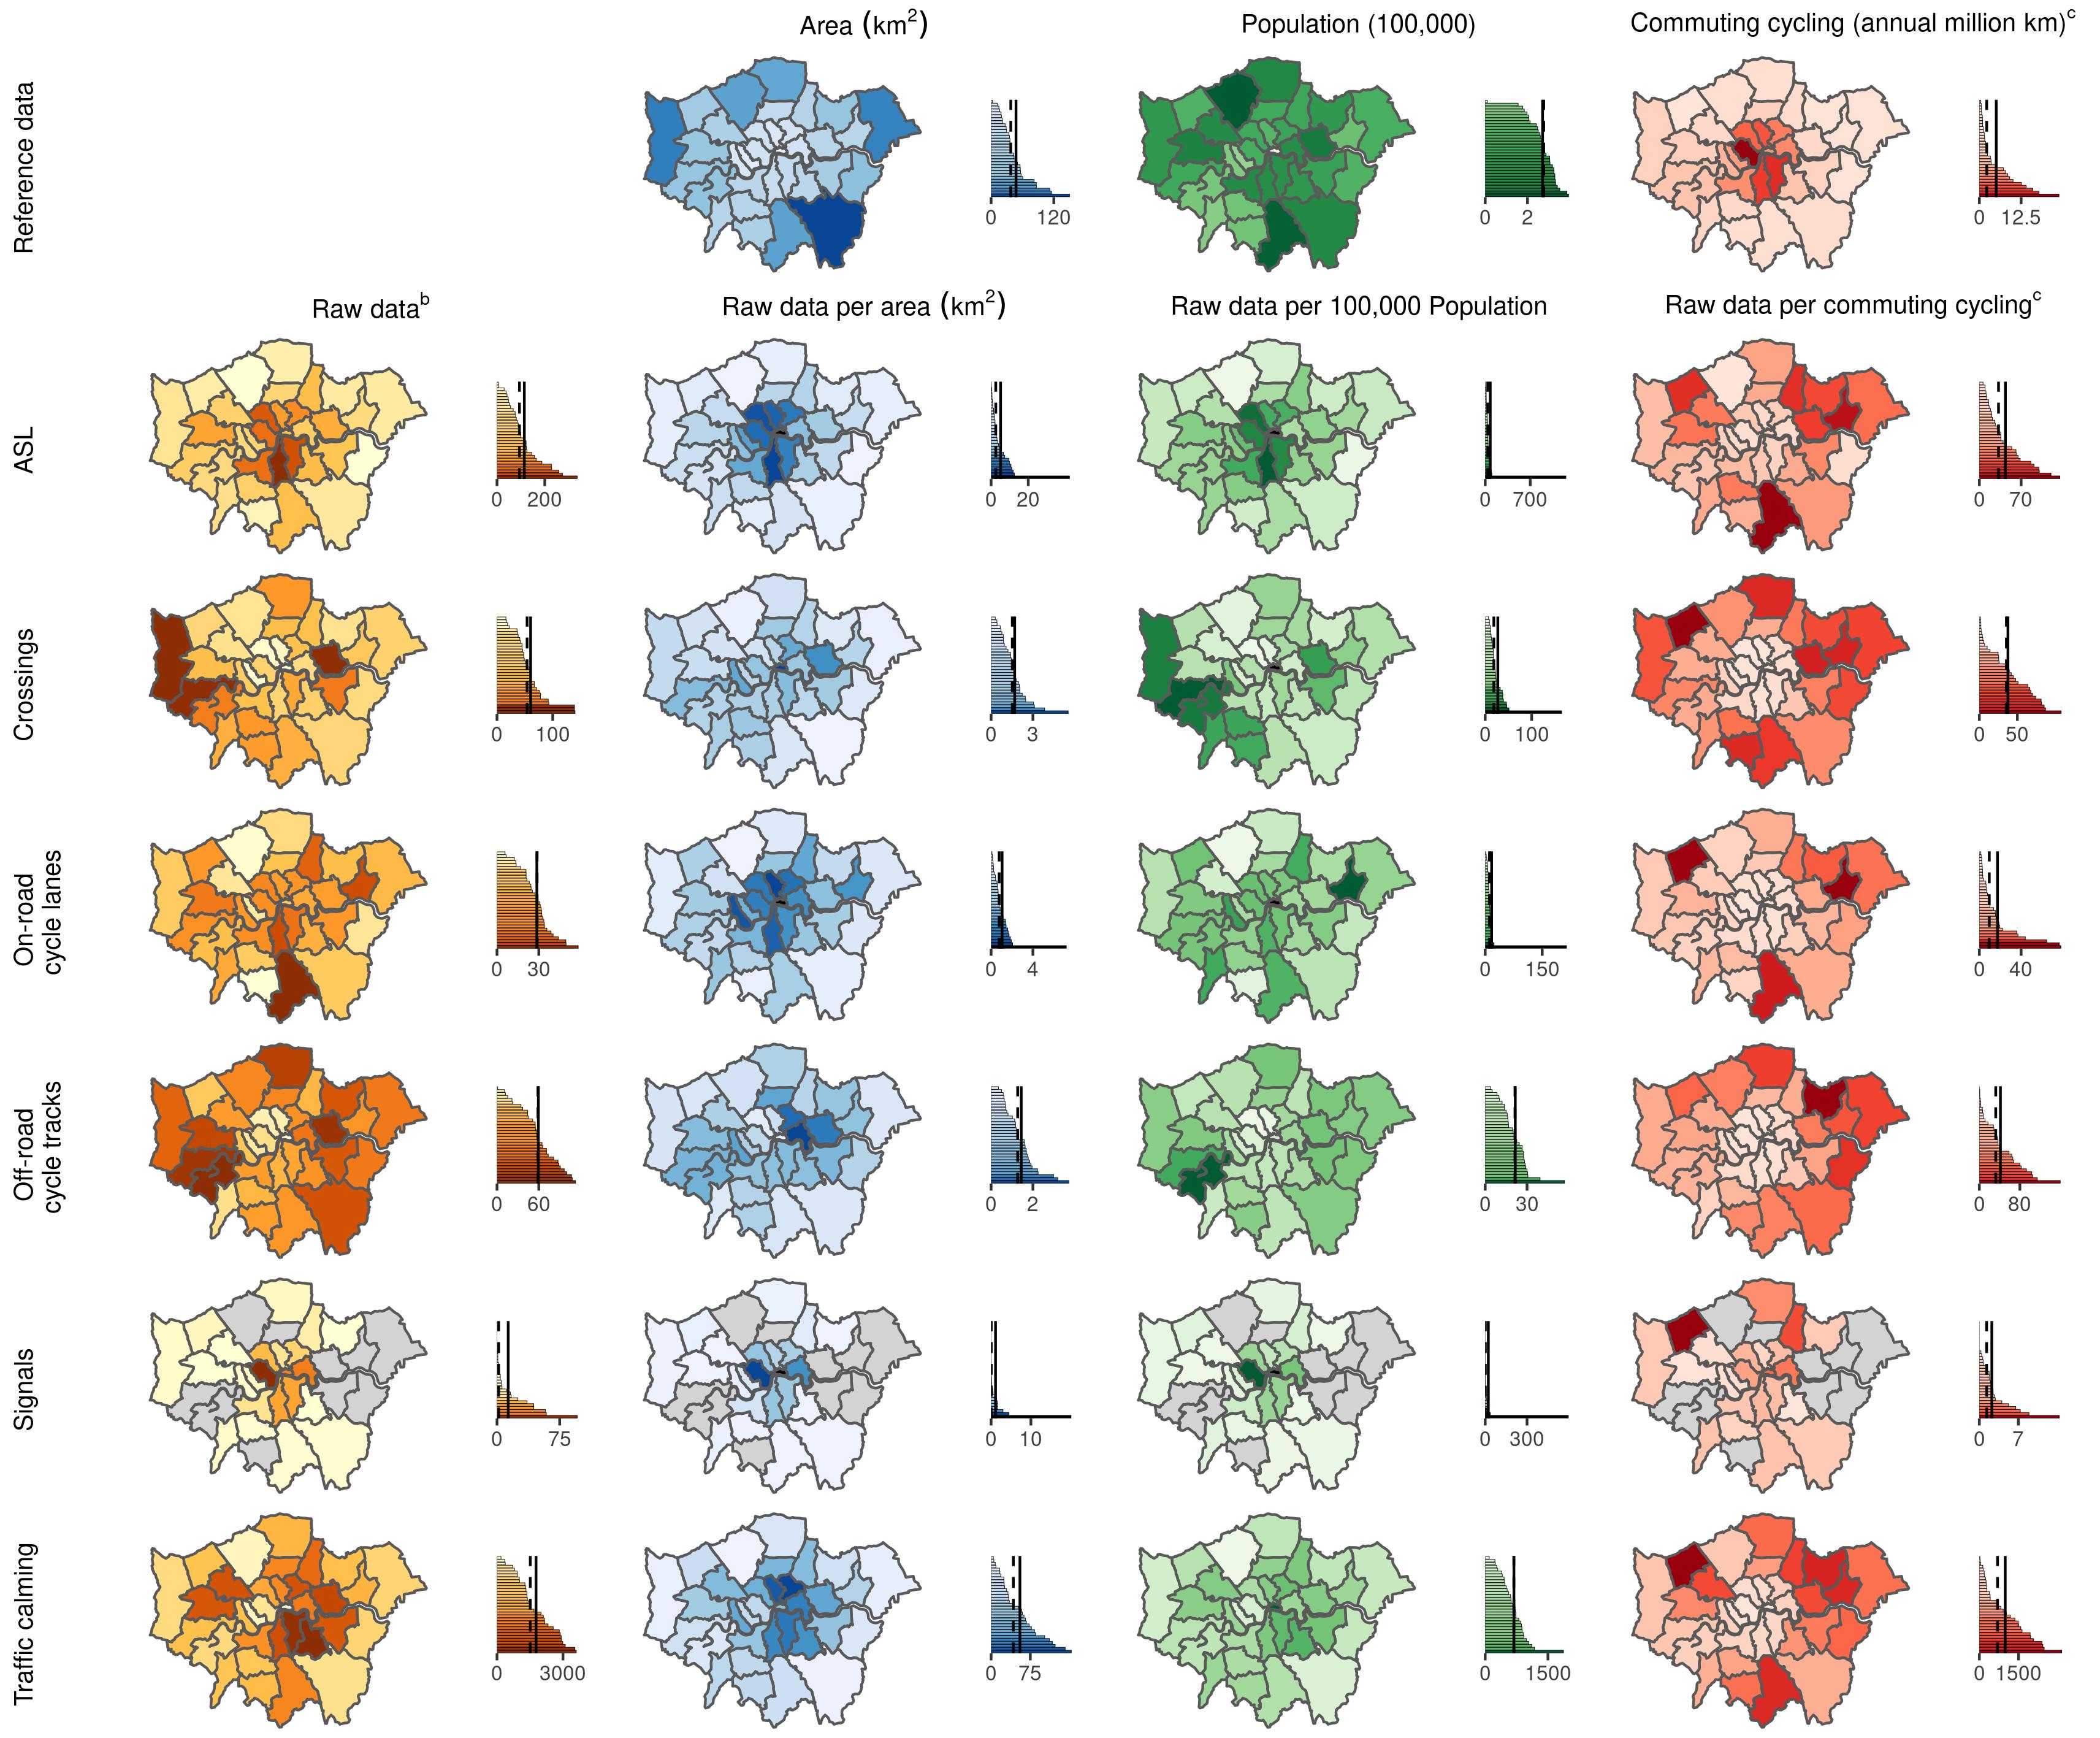 Area (km²)
Population (100,000)
Commuting cycling (annual million km)ᶜ
Reference data
0 120
0 2
0 12.5
Raw dataᵇ
Raw data per area (km²)
Raw data per 100,000 Population
Raw data per commuting cyclingᶜ
ASL
0 200
0 20
0 700
0 70
Crossings
0 100
0 3
0 100
0 50
On-road
cycle lanes
0 30
0 4
0 150
0 40
Off-road
cycle tracks
0 60
0 2
0 30
0 80
Signals
0 75
0 10
0 300
0 7
Traffic calming
0 3000
0 75
0 1500
0 1500